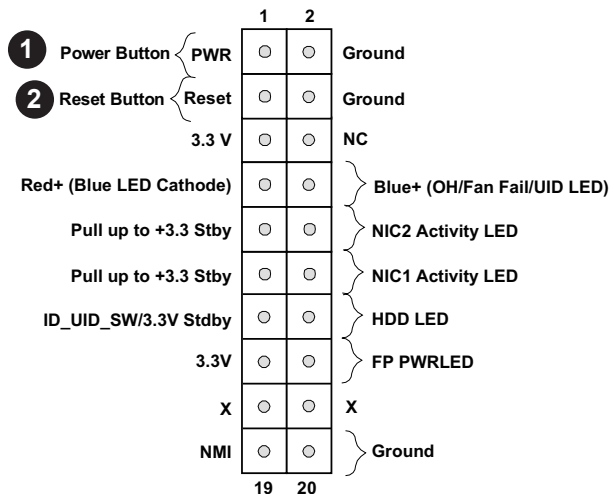 1 2
1 Power Button PWR Ground
2 Reset Button Reset Ground
3.3 V NC
Red+ (Blue LED Cathode) Blue+ (OH/Fan Fail/UID LED)
Pull up to +3.3 Stby NIC2 Activity LED
Pull up to +3.3 Stby NIC1 Activity LED
ID_UID_SW/3.3V Stdby HDD LED
3.3V FP PWRLED
X X
NMI Ground
19 20